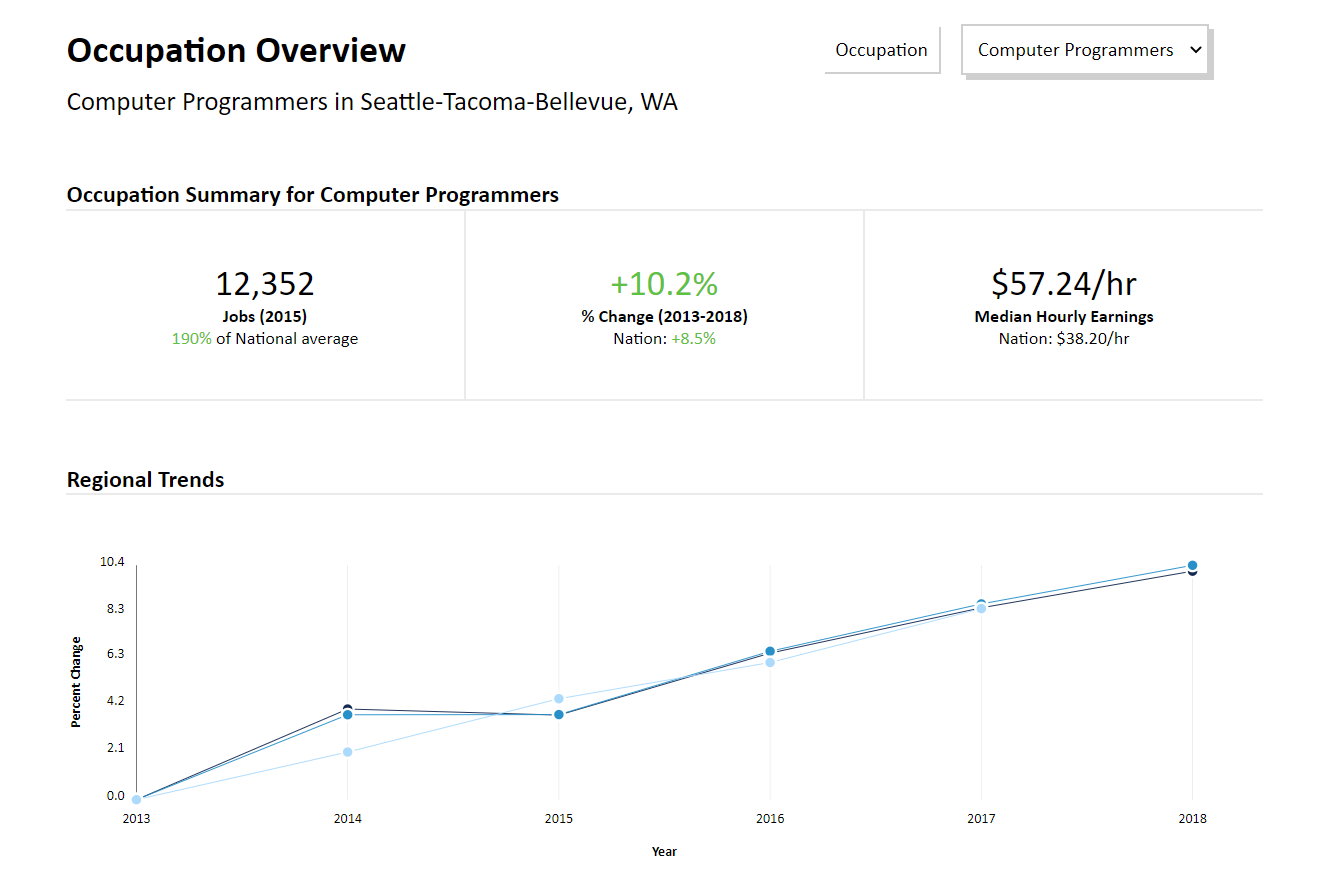 Occupation Overview
Occupation
Computer Programmers
Computer Programmers in Seattle-Tacoma-Bellevue, WA
Occupation Summary for Computer Programmers
12,352
Jobs (2015)
190% of National average
+10.2%
% Change (2013-2018)
Nation: +8.5%
$57.24/hr
Median Hourly Earnings
Nation: $38.20/hr
Regional Trends
Percent Change
10.4
8.3
6.3
4.2
2.1
0.0
2013
2014
2015
2016
2017
2018
Year